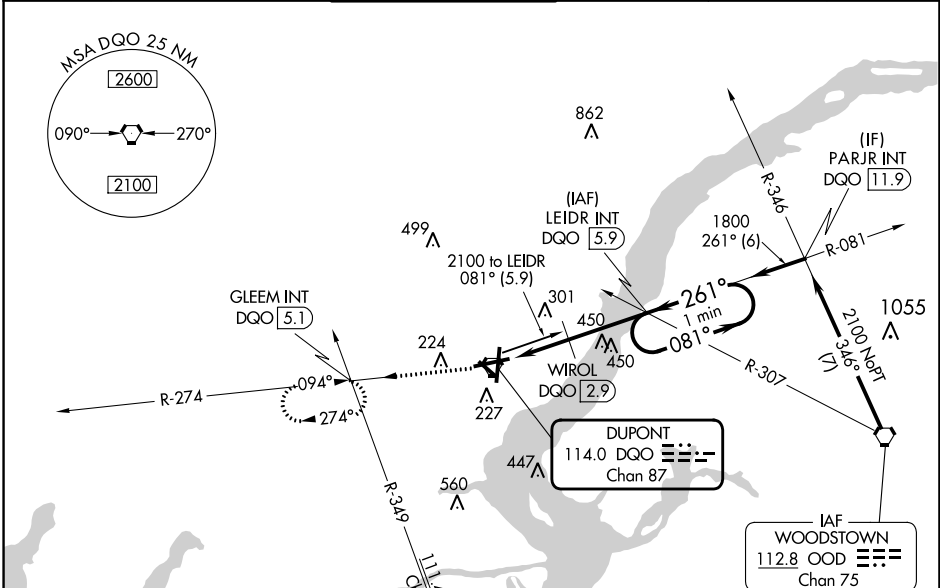 MSA DQO 25 NM
2600
090°
270°
2100
862
(IF)
PARJR INT
DQO 11.9
R-346
(IAF)
LEIDR INT
DQO 5.9
1800
261° (6)
R-081
499
2100 to LEIDR
081° (5.9)
GLEEM INT
DQO 5.1
301
261°
1 min
081°
1055
450
450
224
2100 NoPT
346°
(7)
WIROL
DQO 2.9
R-307
094°
R-274
274°
227
DUPONT
114.0 DQO
Chan 87
447
560
R-349
IAF
WOODSTOWN
112.8 OOD
Chan 75